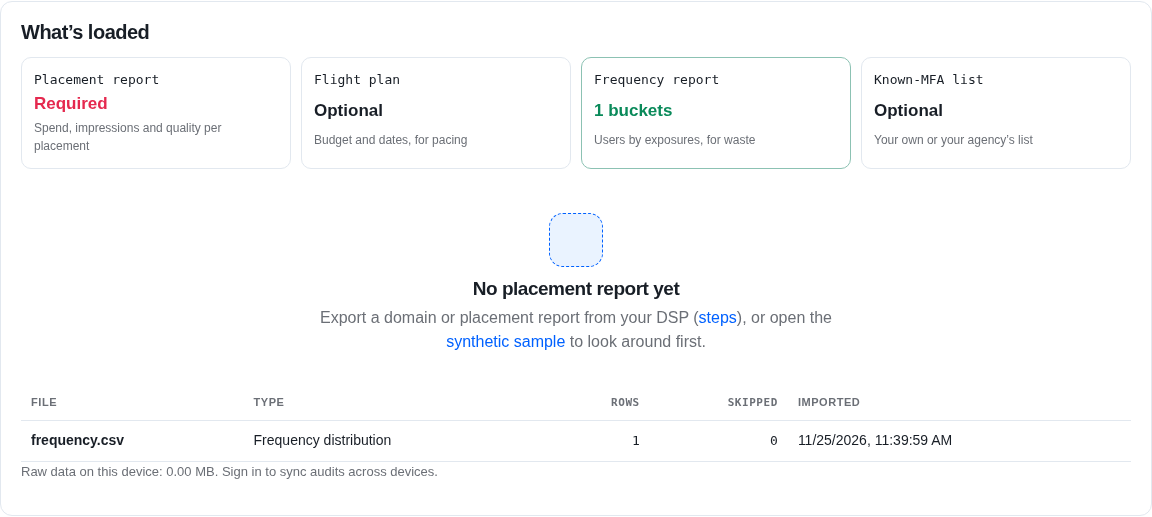 What's loaded
Placement report
Required
Spend, impressions and quality per
placement
Flight plan
Optional
Budget and dates, for pacing
Frequency report
1 buckets
Users by exposures, for waste
Known-MFA list
Optional
Your own or your agency's list
No placement report yet
Export a domain or placement report from your DSP (steps), or open the
synthetic sample to look around first.
FILE TYPE ROWS SKIPPED IMPORTED
frequency.csv Frequency distribution 1 0 11/25/2026, 11:39:59 AM
Raw data on this device: 0.00 MB. Sign in to sync audits across devices.